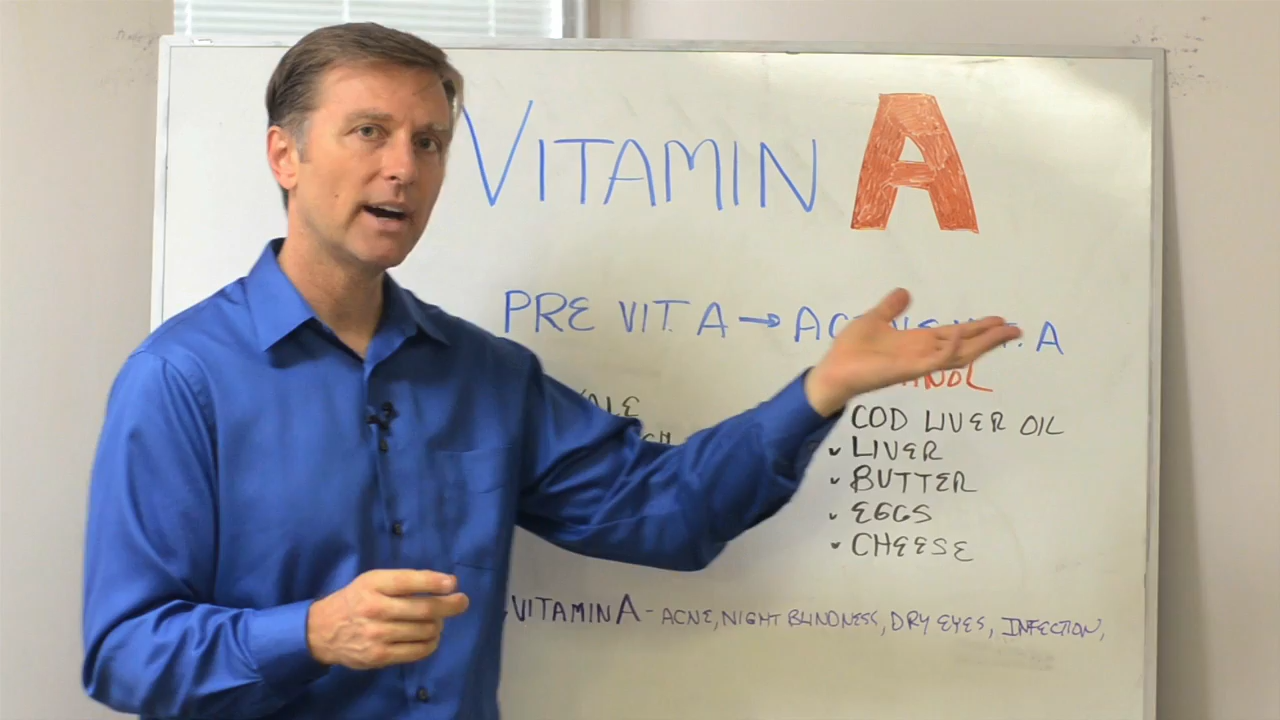 VITAMIN A
PRE VIT. A → A
COD LIVER OIL
LIVER
BUTTER
EGGS
CHEESE
VITAMIN A - ACNE, NIGHT BLINDNESS, DRY EYES, INFECTION,